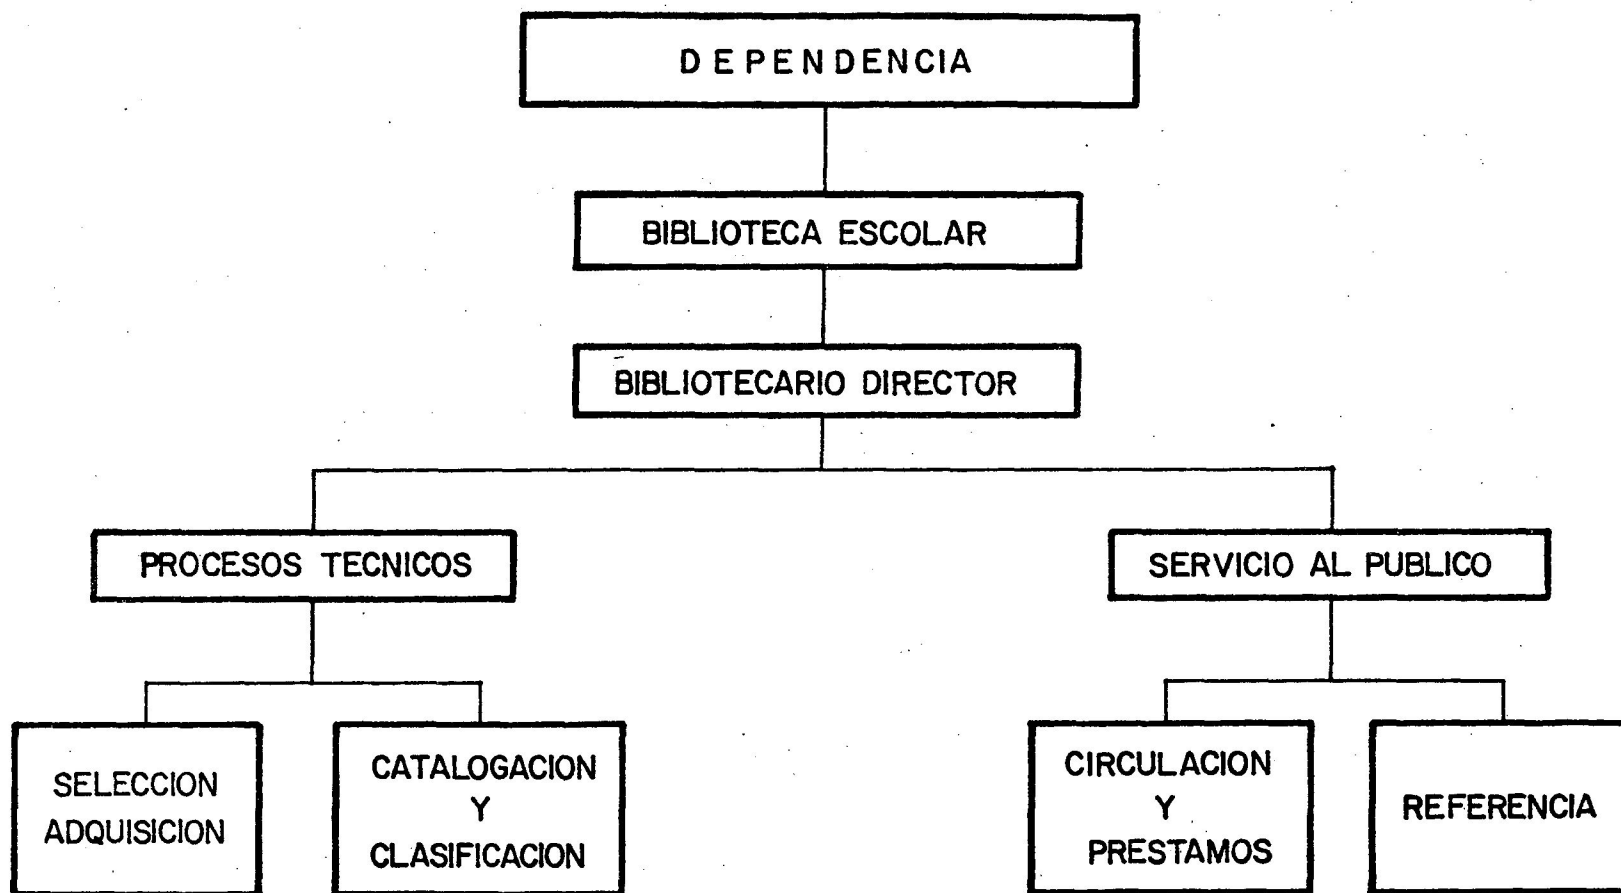 DEPENDENCIA
BIBLIOTECA ESCOLAR
BIBLIOTECARIO DIRECTOR
PROCESOS TECNICOS
SERVICIO AL PUBLICO
SELECCION
ADQUISICION
CATALOGACION
Y
CLASIFICACION
CIRCULACION
Y
PRESTAMOS
REFERENCIA